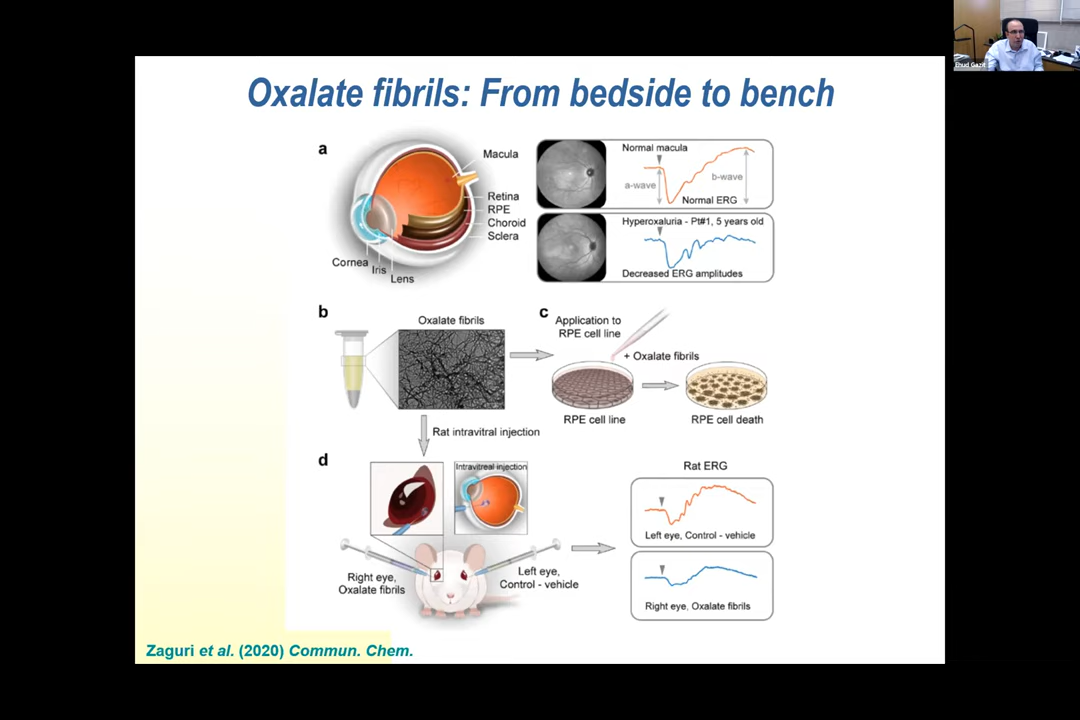 Oxalate fibrils: From bedside to bench
Ehud Gazit
a
Macula
Retina
RPE
Choroid
Sclera
Cornea
Iris
Lens
Normal macula
a-wave
b-wave
Normal ERG
Hyperoxaluria - Pt#1, 5 years old
Decreased ERG amplitudes
b
Oxalate fibrils
c
Application to
RPE cell line
+ Oxalate fibrils
RPE cell line
RPE cell death
Rat intravitral injection
d
Intravitreal injection
Right eye,
Oxalate fibrils
Left eye,
Control - vehicle
Rat ERG
Left eye, Control - vehicle
Right eye, Oxalate fibrils
Zaguri et al. (2020) Commun. Chem.